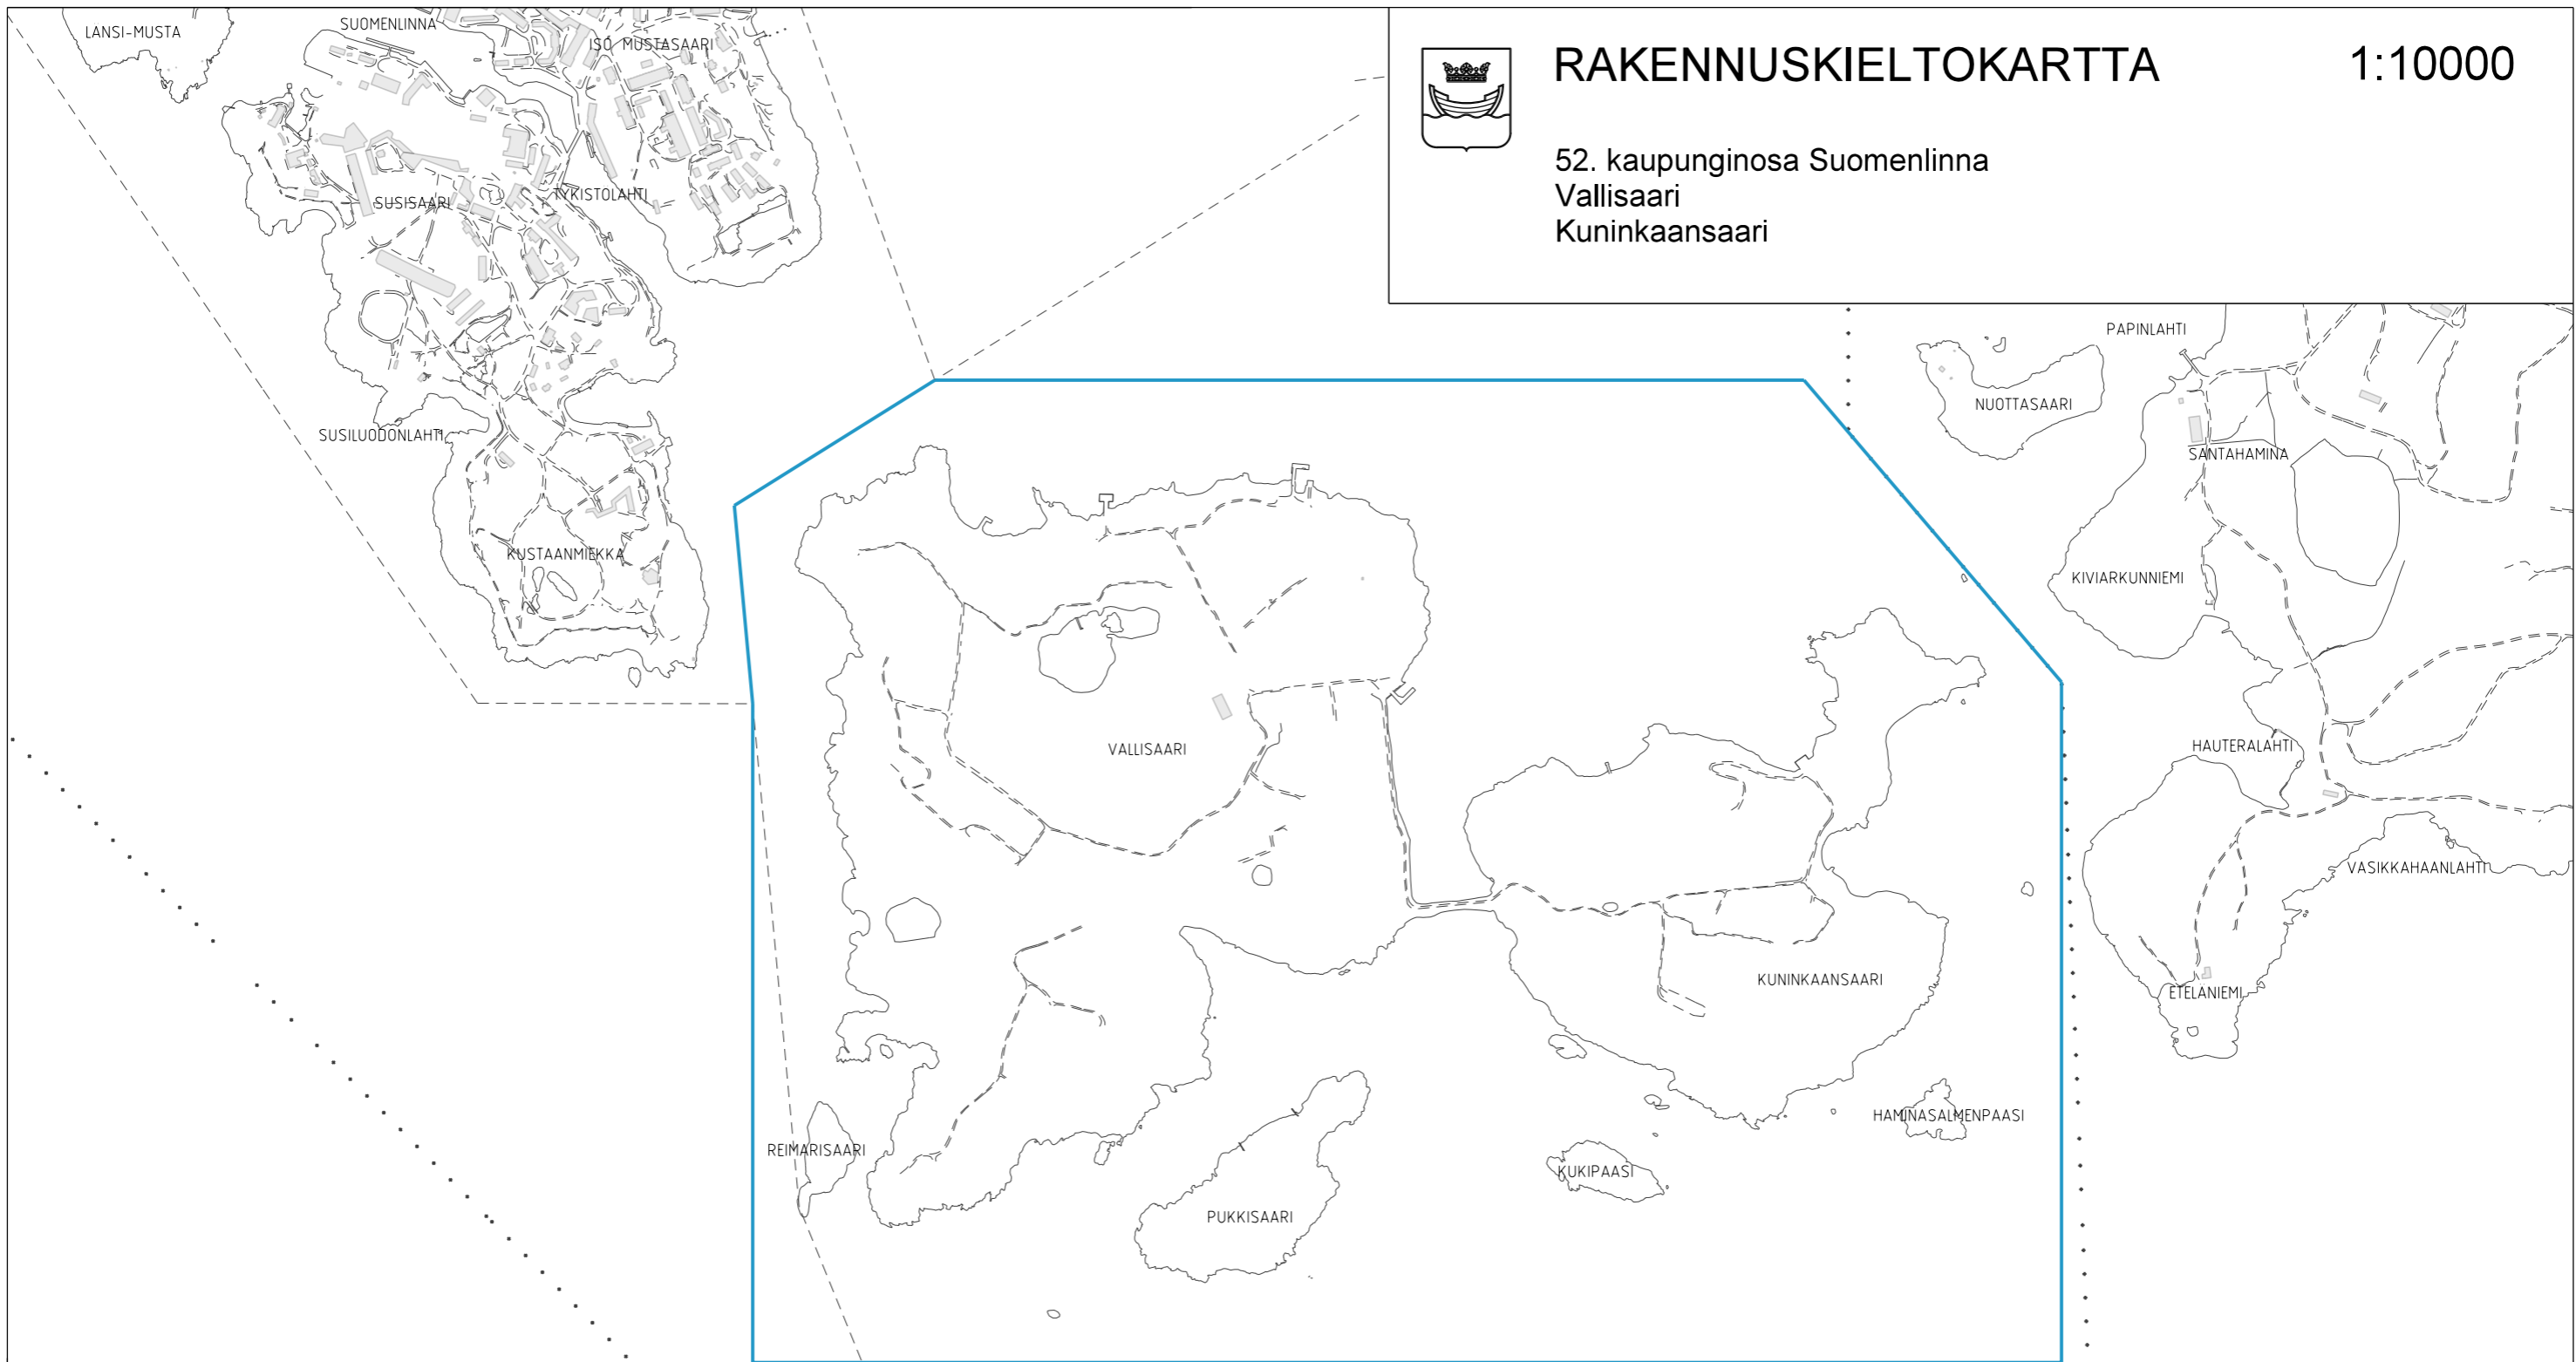 RAKENNUSKIELTOKARTTA
1:10000
52. kaupunginosa Suomenlinna
Vallisaari
Kuninkaansaari
LANSI-MUSTA
SUOMENLINNA
ISO MUSTASAARI
SUSISAARI
TYKISTOLAHTI
SUSILUODONLAHTI
KUSTAANMIEKKA
PAPINLAHTI
NUOTTASAARI
SANTAHAMINA
KIVIARKUNNIEMI
VALLISAARI
HAUTERALAHTI
VASIKKAHAANLAHTI
KUNINKAANSAARI
ETELANIEMI
HAMINASALMENPAASI
REIMARISAARI
KUKIPAASI
PUKKISAARI